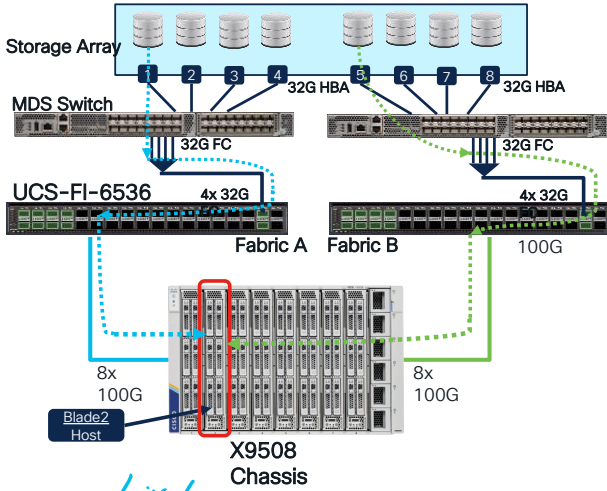 Storage Array
1
2
3
4
32G HBA
5
6
7
8
32G HBA
MDS Switch
32G FC
32G FC
UCS-FI-6536
4x 32G
4x 32G
Fabric A
Fabric B
100G
8x
100G
8x
100G
Blade2
Host
CISCO
X9508
Chassis